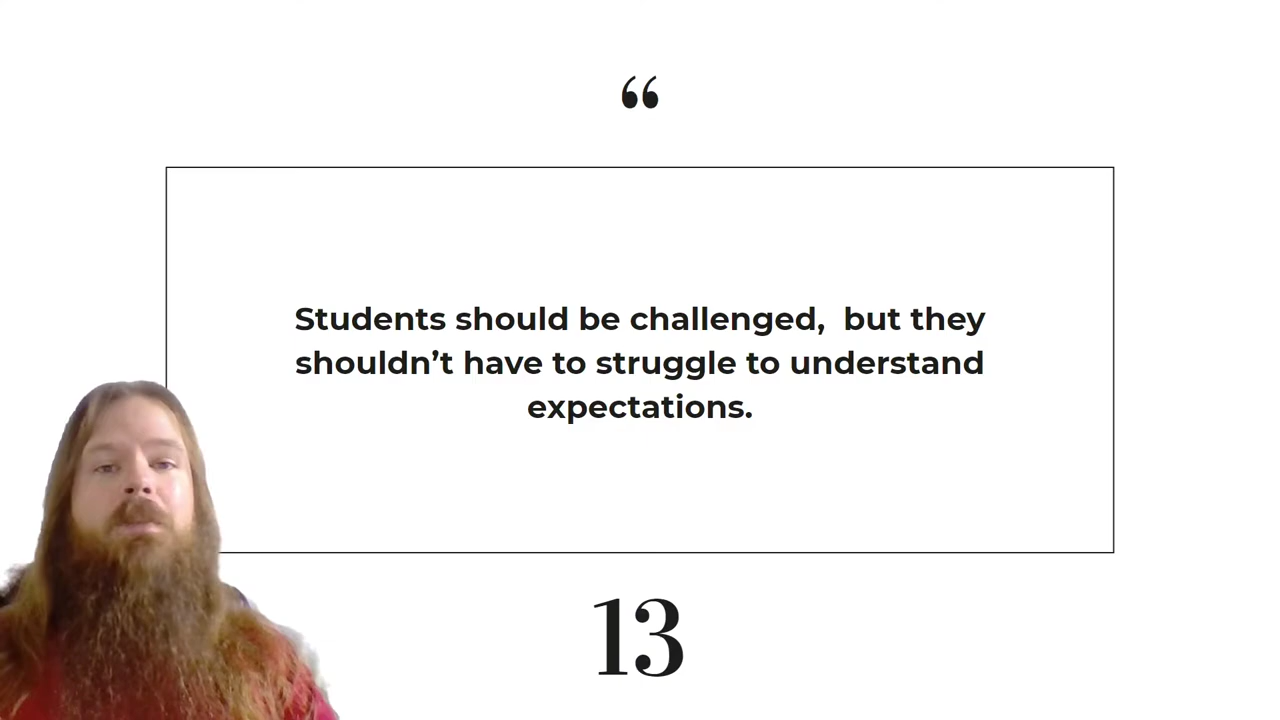 “
Students should be challenged,  but they
shouldn’t have to struggle to understand
expectations.
13